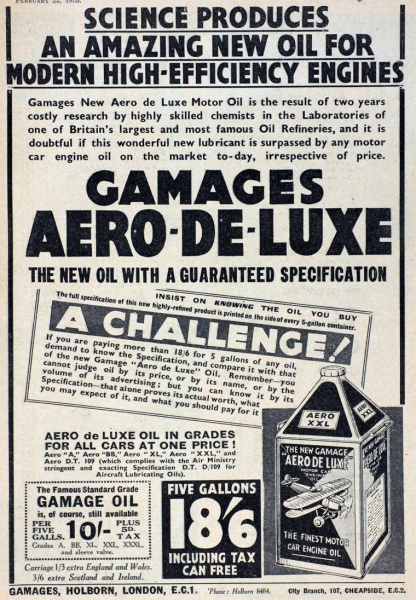 FEBRUARY
SCIENCE PRODUCES
AN AMAZING NEW OIL FOR
MODERN HIGH-EFFICIENCY ENGINES
Gamages New Aero de Luxe Motor Oil is the result of two years
costly research by highly skilled chemists in the Laboratories of
one of Britain's largest and most famous Oil Refineries, and it is
doubtful if this wonderful new lubricant is surpassed by any motor
car engine oil on the market to-day, irrespective of price.
GAMAGES
AERO-DE-LUXE
THE NEW OIL WITH A GUARANTEED SPECIFICATION
INSIST ON KNOWING THE OIL YOU BUY
The full specification of this new highly-refined product is printed on the side of every 5-gallon container.
A CHALLENGE!
If you are paying more than 18/6 for 5 gallons of any oil,
demand to know the Specification, and compare it with that
of the new Gamage "Aero de Luxe" Oil. Remember—you
cannot judge oil by its price, or by its name, or by the
volume of its advertising; but you can know it by its
Specification—that alone proves its actual worth, what
you may expect of it, and what you should pay for it
AERO de LUXE OIL IN GRADES
FOR ALL CARS AT ONE PRICE!
Aero "A," Aero "BB," Aero "XL," Aero "XXL," and
Aero D.T. 109 (which complies with the Air Ministry
stringent and exacting Specification D.T. D/109 for
Aircraft Lubricating Oils).
The Famous Standard Grade
GAMAGE OIL
is, of course, still available
PER FIVE GALLS. 10/- PLUS 5D. TAX
Grades A, BB, XL, XXL, XXXL,
and sleeve valve.
Carriage 1/3 extra England and Wales.
3/6 extra Scotland and Ireland.
FIVE GALLONS
18'6
INCLUDING TAX
CAN FREE
AERO
XXL
AERO
XXL
THE NEW GAMAGE
AERO DE LUXE
MOTOR CAR
ENGINE
OIL
THE FINEST MOTOR
CAR ENGINE OIL
GAMAGES, HOLBORN, LONDON, E.C.1. 'Phone: Holborn 8484. City Branch, 107, CHEAPSIDE, E.C.2.